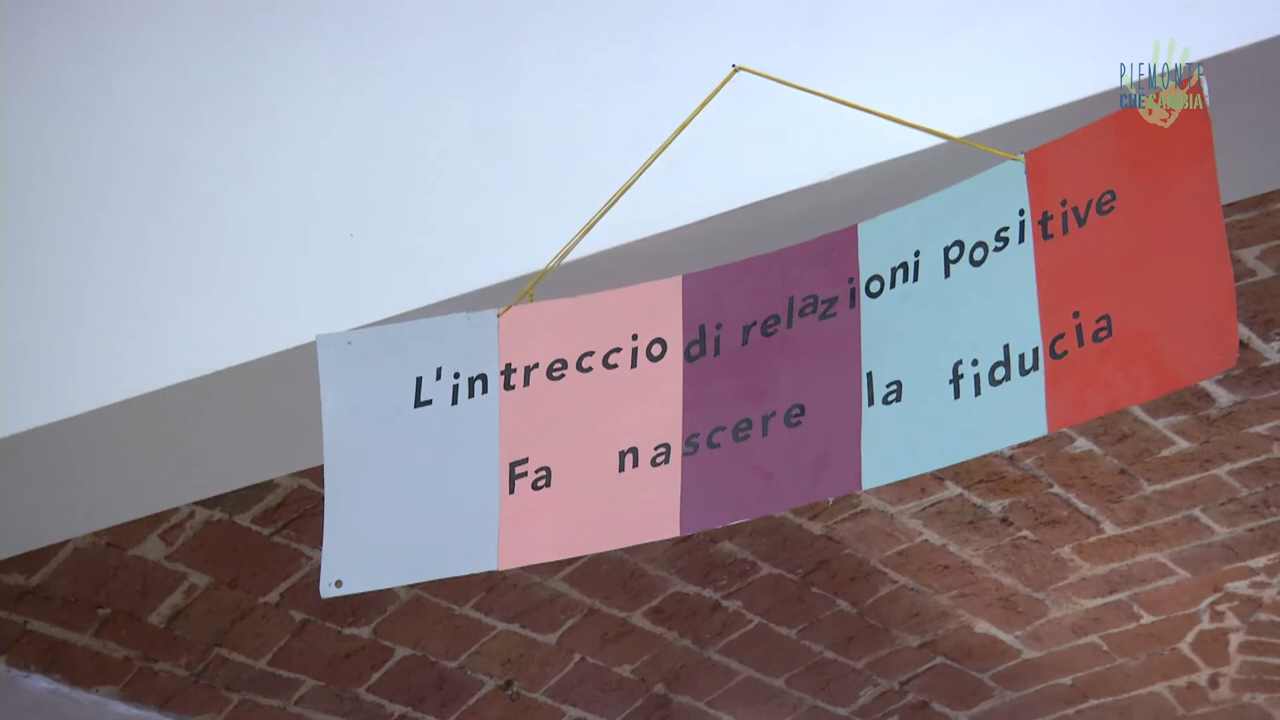 PIEMONTE
CHE CAMBIA
L'intreccio di relazioni positive
Fa nascere la fiducia